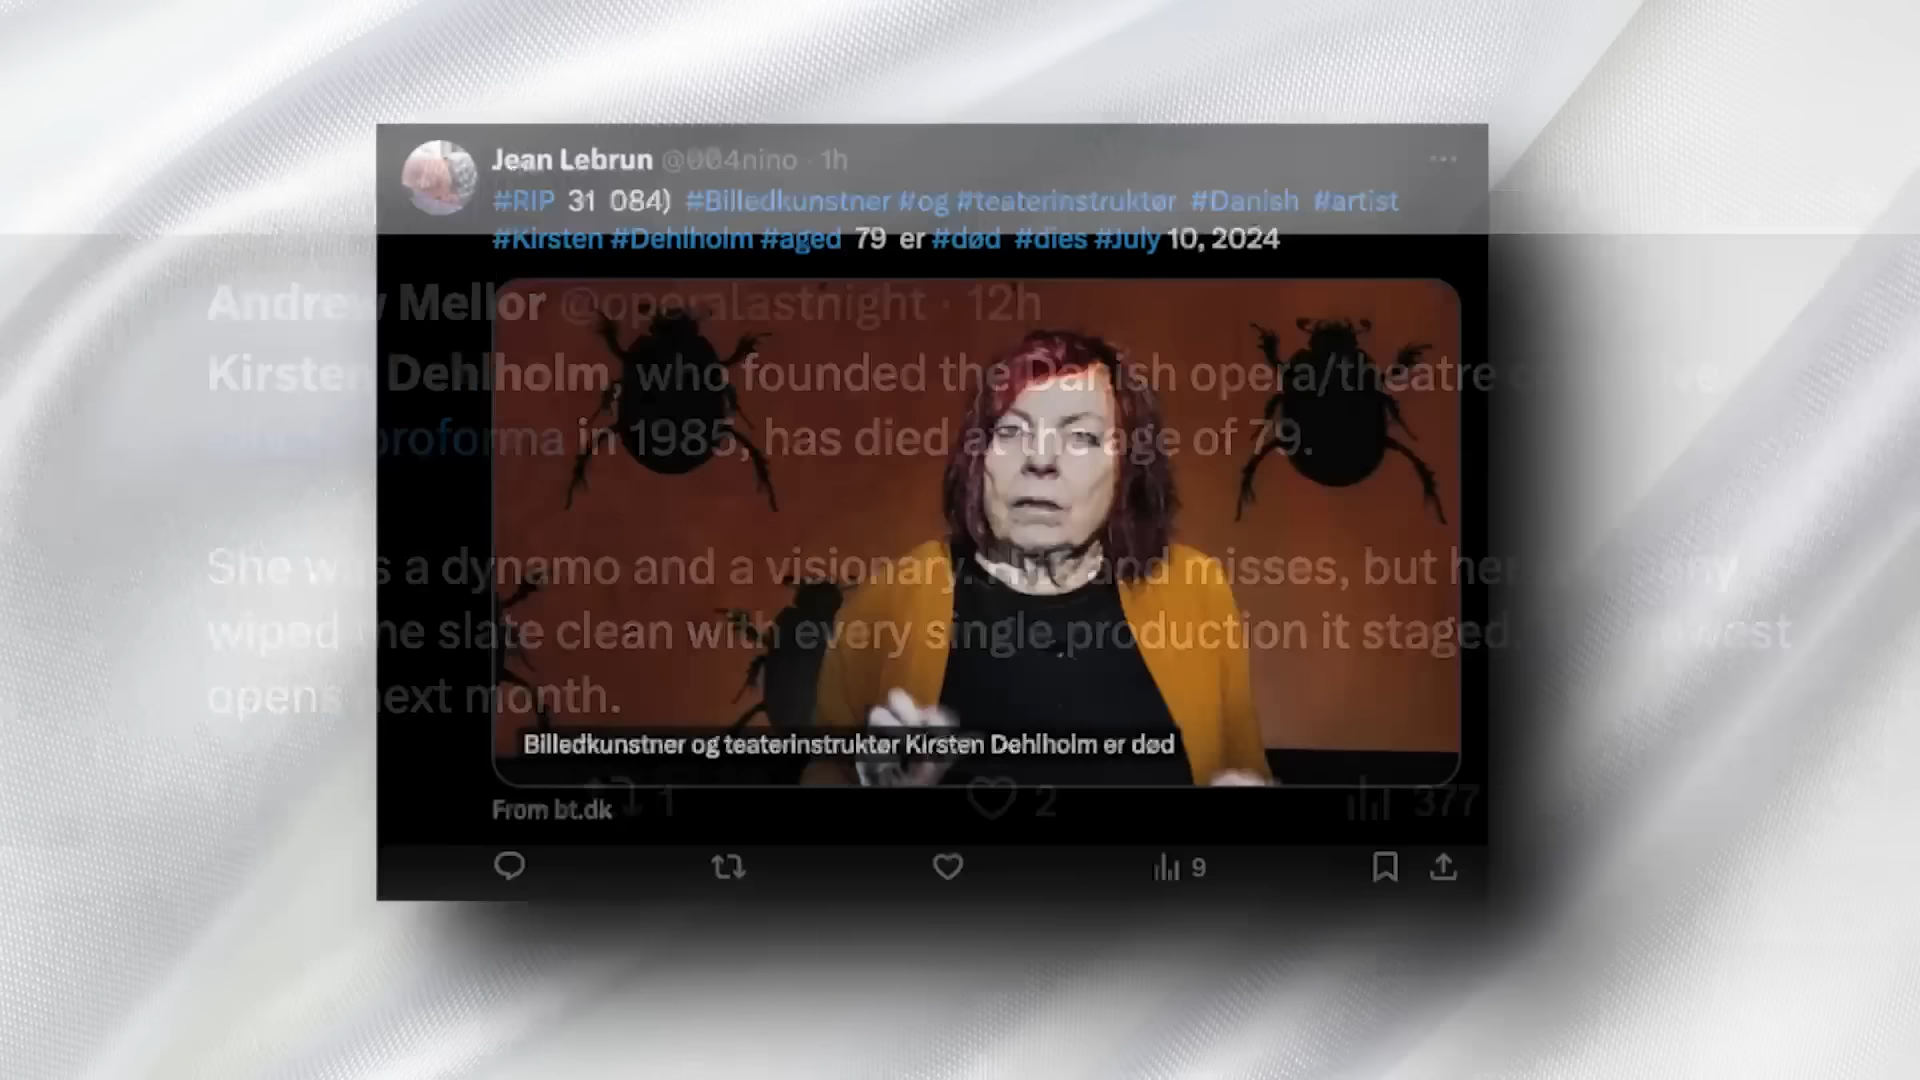 Jean Lebrun @004nino · 1h
#RIP 31 084) #Billedkunstner #og #teaterinstruktør #Danish #artist
#Kirsten #Dehlholm #aged 79 er #død #dies #July 10, 2024
Billedkunstner og teaterinstruktør Kirsten Dehlholm er død
From bt.dk
9
Andrew Mellor @operalastnight · 12h
Kirsten Dehlholm, who founded the Danish opera/theatre
proforma in 1985, has died at the age of 79.
She was a dynamo and a visionary. and misses, but her
wiped the slate clean with every single production it staged.
opens next month.
1 2 377